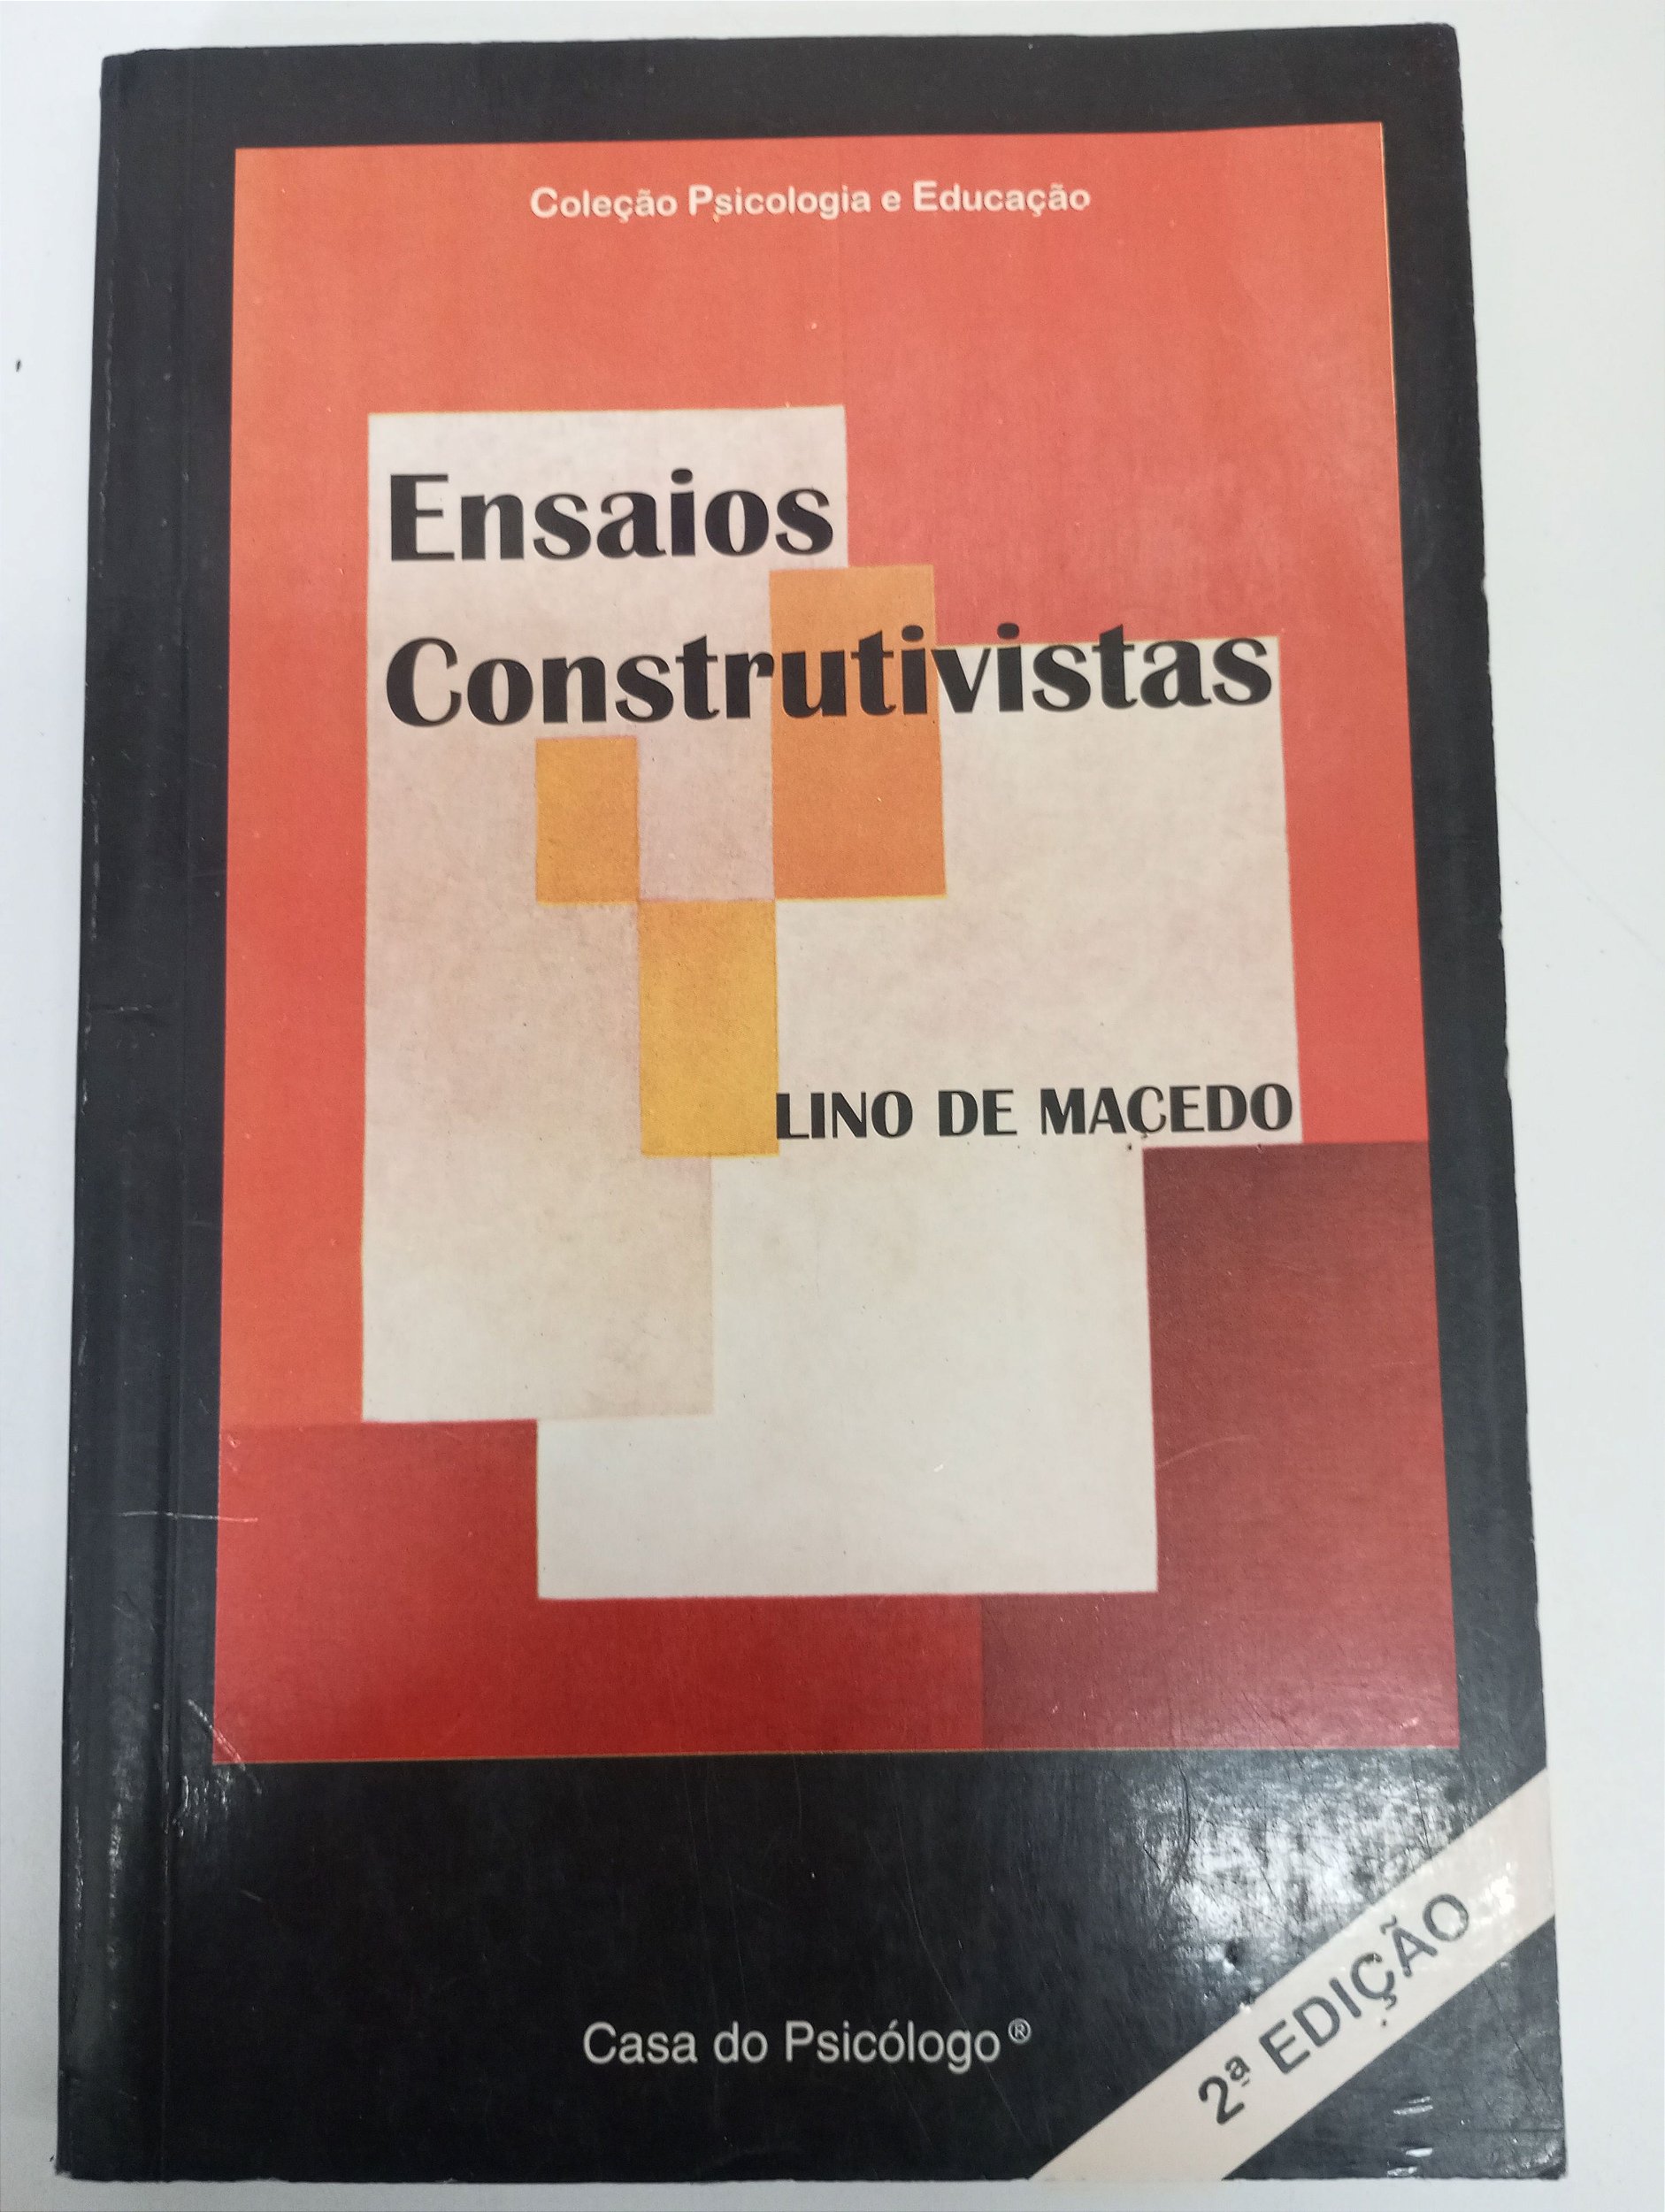 Coleção Psicologia e Educação
Ensaios
Construtivistas
LINO DE MACEDO
Casa do Psicólogo®
2ª EDIÇÃO